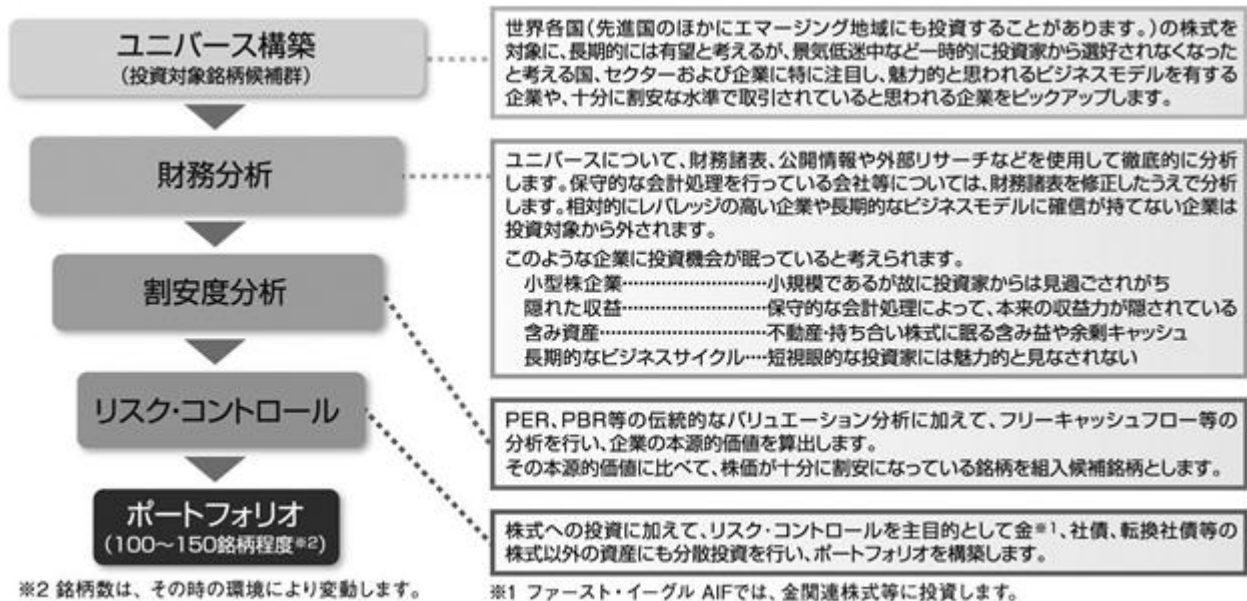 ユニバース構築
(投資対象銘柄候補群)
世界各国(先進国のほかにエマージング地域にも投資することがあります。)の株式を
対象に、長期的には有望と考えるが、景気低迷中など一時的に投資家から選好されなくなった
と考える国、セクターおよび企業に特に注目し、魅力的と思われるビジネスモデルを有する
企業や、十分に割安な水準で取引されていると思われる企業をピックアップします。
財務分析
ユニバースについて、財務諸表、公開情報や外部リサーチなどを使用して徹底的に分析
します。保守的な会計処理を行っている会社等については、財務諸表を修正したうえで分析
します。相対的にレバレッジの高い企業や長期的なビジネスモデルに確信が持てない企業は
投資対象から外されます。
このような企業に投資機会が眠っていると考えられます。
小型株企業………………………小規模であるが故に投資家からは見過ごされがち
隠れた収益………………………保守的な会計処理によって、本来の収益力が隠されている
含み資産…………………………不動産・持ち合い株式に眠る含み益や余剰キャッシュ
長期的なビジネスサイクル……短視眼的な投資家には魅力的と見なされない
割安度分析
PER、PBR等の伝統的なバリュエーション分析に加えて、フリーキャッシュフロー等の
分析を行い、企業の本源的価値を算出します。
その本源的価値に比べて、株価が十分に割安になっている銘柄を組入候補銘柄とします。
リスク・コントロール
株式への投資に加えて、リスク・コントロールを主目的として金※1、社債、転換社債等の
株式以外の資産にも分散投資を行い、ポートフォリオを構築します。
ポートフォリオ
(100〜150銘柄程度※2)
※2 銘柄数は、その時の環境により変動します。
※1 ファースト・イーグル AIFでは、金関連株式等に投資します。